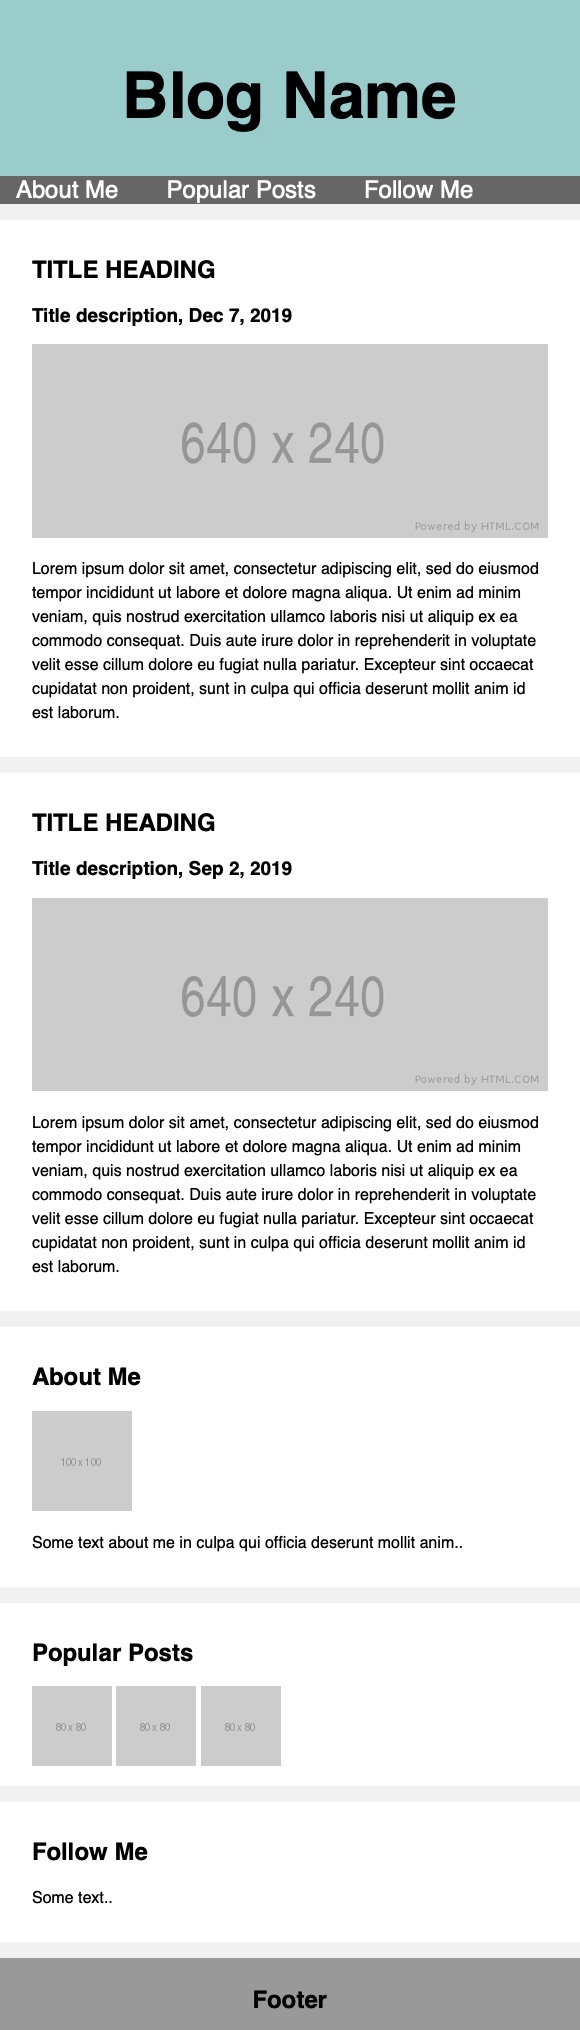 Blog Name
About Me Popular Posts Follow Me
TITLE HEADING
Title description, Dec 7, 2019
640 x 240
Powered by HTML.COM
Lorem ipsum dolor sit amet, consectetur adipiscing elit, sed do eiusmod
tempor incididunt ut labore et dolore magna aliqua. Ut enim ad minim
veniam, quis nostrud exercitation ullamco laboris nisi ut aliquip ex ea
commodo consequat. Duis aute irure dolor in reprehenderit in voluptate
velit esse cillum dolore eu fugiat nulla pariatur. Excepteur sint occaecat
cupidatat non proident, sunt in culpa qui officia deserunt mollit anim id
est laborum.
TITLE HEADING
Title description, Sep 2, 2019
640 x 240
Powered by HTML.COM
Lorem ipsum dolor sit amet, consectetur adipiscing elit, sed do eiusmod
tempor incididunt ut labore et dolore magna aliqua. Ut enim ad minim
veniam, quis nostrud exercitation ullamco laboris nisi ut aliquip ex ea
commodo consequat. Duis aute irure dolor in reprehenderit in voluptate
velit esse cillum dolore eu fugiat nulla pariatur. Excepteur sint occaecat
cupidatat non proident, sunt in culpa qui officia deserunt mollit anim id
est laborum.
About Me
100 x 100
Some text about me in culpa qui officia deserunt mollit anim..
Popular Posts
80 x 80 80 x 80 80 x 80
Follow Me
Some text..
Footer